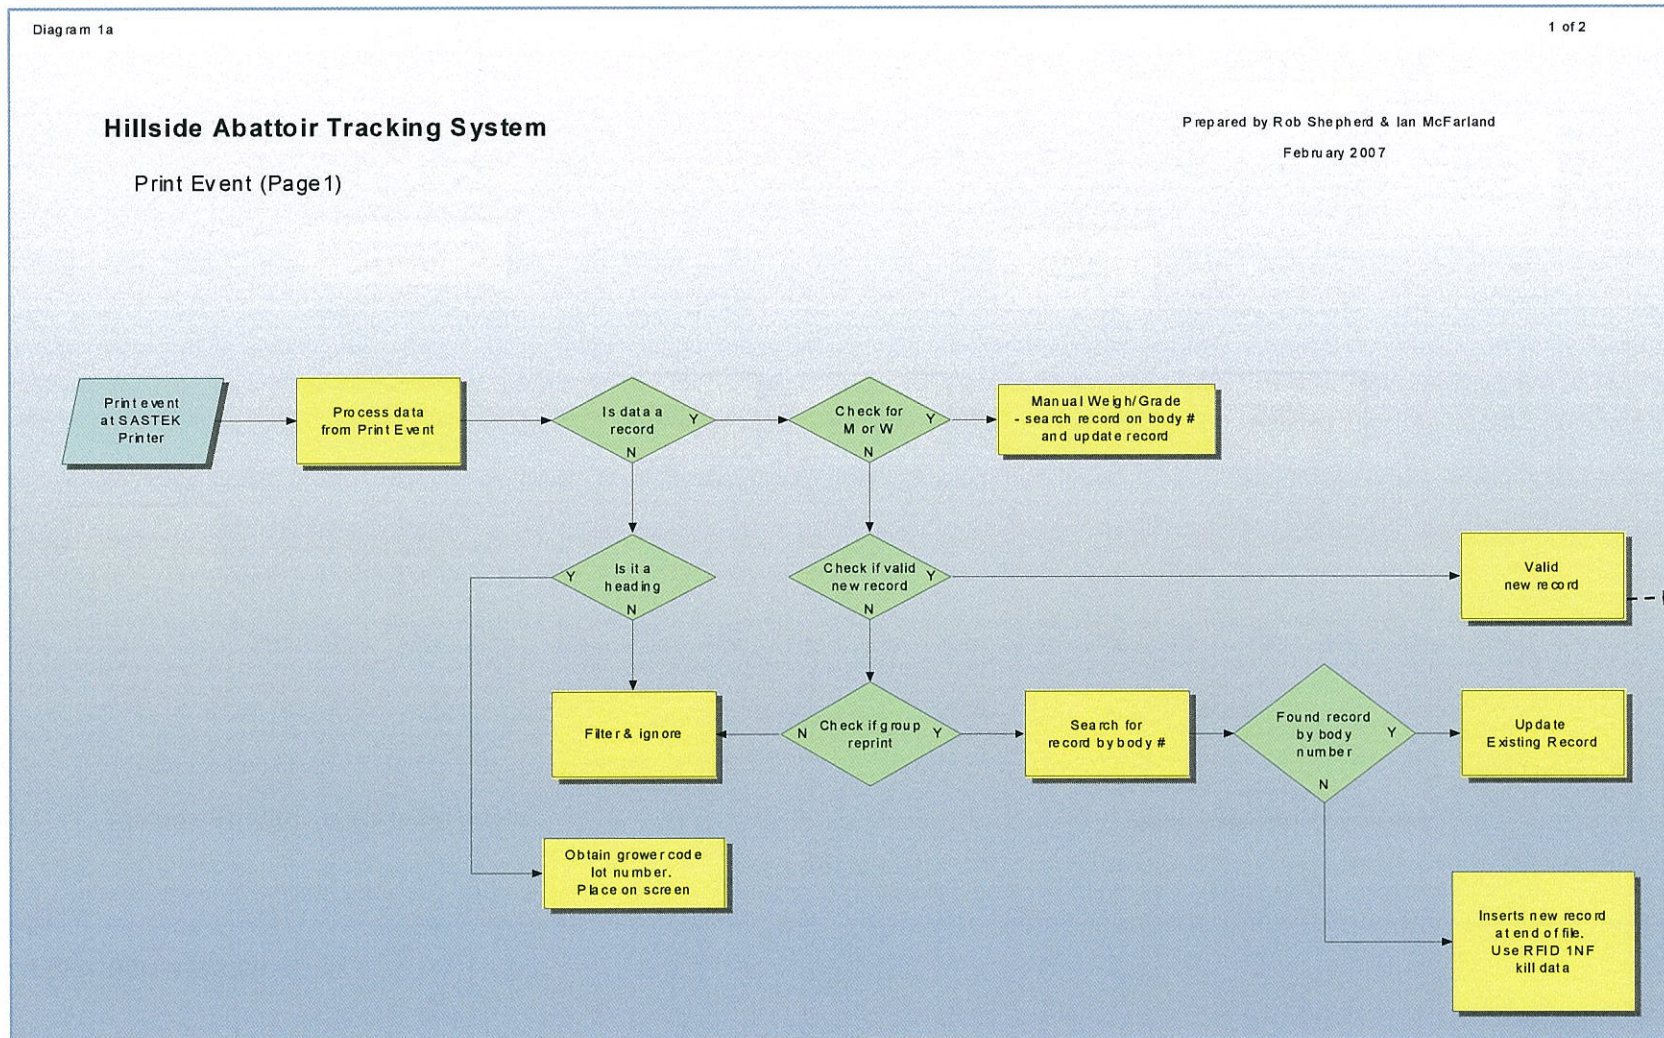 Diagram 1a
1 of 2
Hillside Abattoir Tracking System
Prepared by Rob Shepherd & Ian McFarland
February 2007
Print Event (Page1)
Print event
at SASTEK
Printer
Process data
from Print Event
Is data a
record
Y
N
Check for
M or W
Y
N
Manual Weigh/Grade
- search record on body #
and update record
Is it a
heading
Y
N
Check if valid
new record
Y
N
Valid
new record
Filter & ignore
Check if group
reprint
N
Y
Search for
record by body #
Found record
by body
number
Y
N
Update
Existing Record
Obtain grower code
lot number.
Place on screen
Inserts new record
at end of file.
Use RFID 1NF
kill data